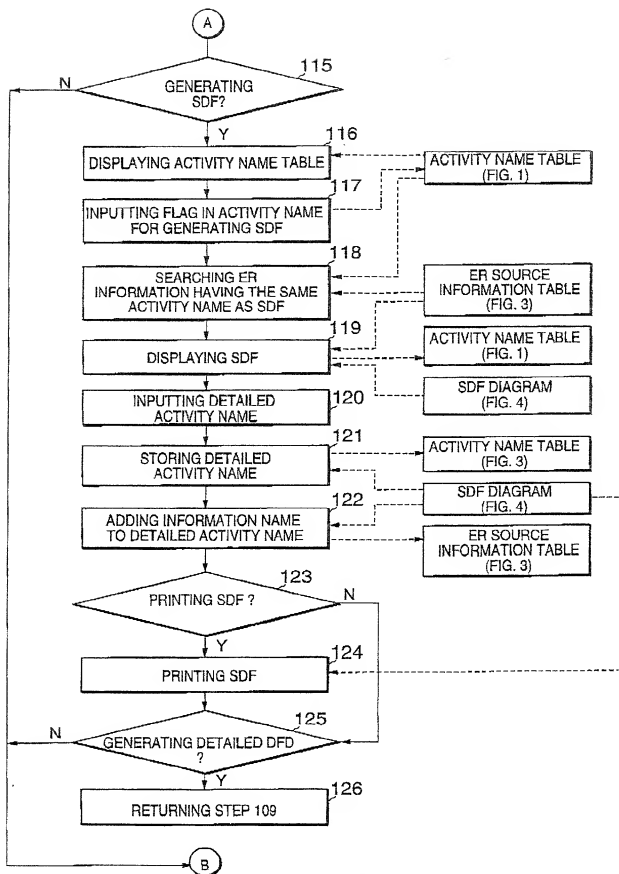 A
115
N
GENERATING
SDF?
Y
116
DISPLAYING ACTIVITY NAME TABLE
ACTIVITY NAME TABLE
(FIG. 1)
117
INPUTTING FLAG IN ACTIVITY NAME
FOR GENERATING SDF
118
SEARCHING ER
INFORMATION HAVING THE SAME
ACTIVITY NAME AS SDF
ER SOURCE
INFORMATION TABLE
(FIG. 3)
119
DISPLAYING SDF
ACTIVITY NAME TABLE
(FIG. 1)
INPUTTING DETAILED
ACTIVITY NAME
120
SDF DIAGRAM
(FIG. 4)
121
STORING DETAILED
ACTIVITY NAME
ACTIVITY NAME TABLE
(FIG. 3)
122
SDF DIAGRAM
(FIG. 4)
ADDING INFORMATION NAME
TO DETAILED ACTIVITY NAME
ER SOURCE
INFORMATION TABLE
(FIG. 3)
123
PRINTING SDF ?
N
Y
124
PRINTING SDF
125
N
GENERATING DETAILED DFD
?
Y
126
RETURNING STEP 109
B